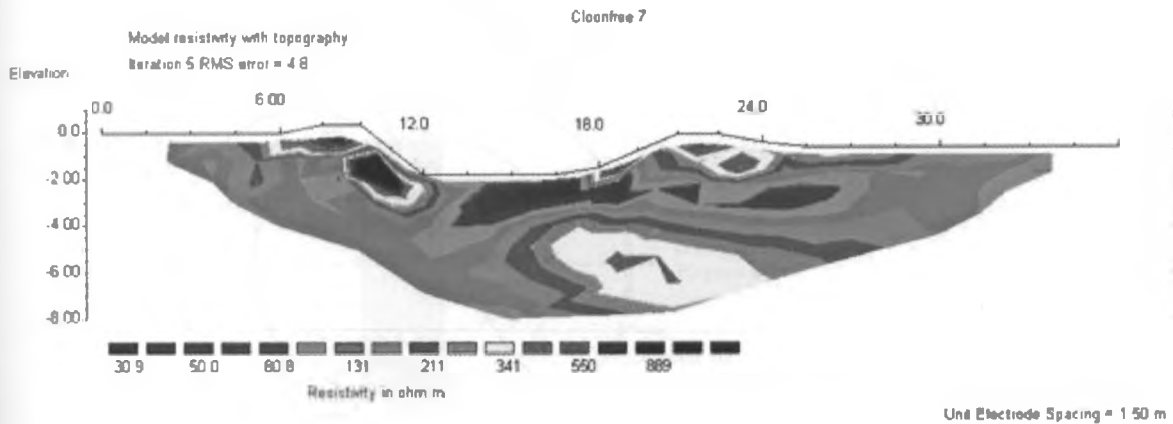 Cloonfree 7
Model resistivity with topography
Iteration 5 RMS error = 4.8
Elevation
0.0 6.00 12.0 18.0 24.0 30.0
0.0
-2.00
-4.00
-6.00
-8.00
30.9 50.0 80.8 131 211 341 550 889
Resistivity in ohm m
Unit Electrode Spacing = 1.50 m